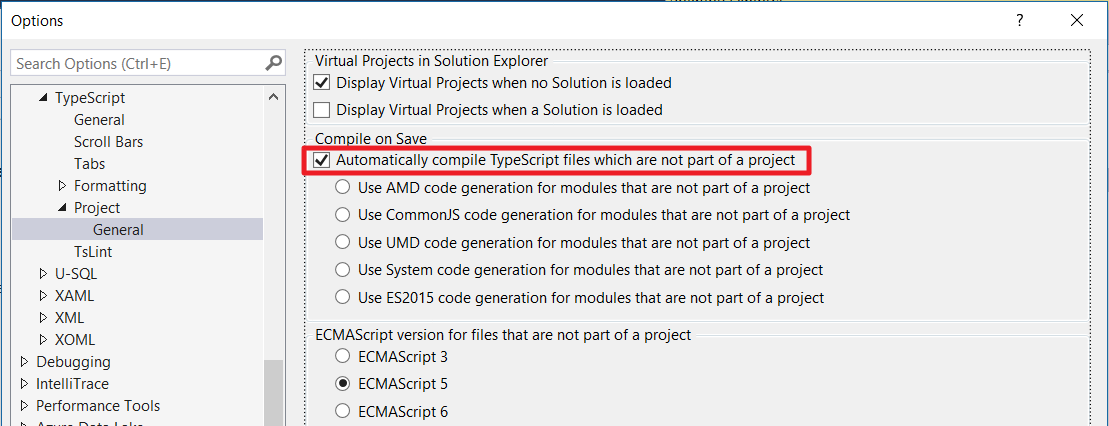 Options
?
Search Options (Ctrl+E)
TypeScript
General
Scroll Bars
Tabs
Formatting
Project
General
TsLint
U-SQL
XAML
XML
XOML
Debugging
IntelliTrace
Performance Tools
Virtual Projects in Solution Explorer
Display Virtual Projects when no Solution is loaded
Display Virtual Projects when a Solution is loaded
Compile on Save
Automatically compile TypeScript files which are not part of a project
Use AMD code generation for modules that are not part of a project
Use CommonJS code generation for modules that are not part of a project
Use UMD code generation for modules that are not part of a project
Use System code generation for modules that are not part of a project
Use ES2015 code generation for modules that are not part of a project
ECMAScript version for files that are not part of a project
ECMAScript 3
ECMAScript 5
ECMAScript 6